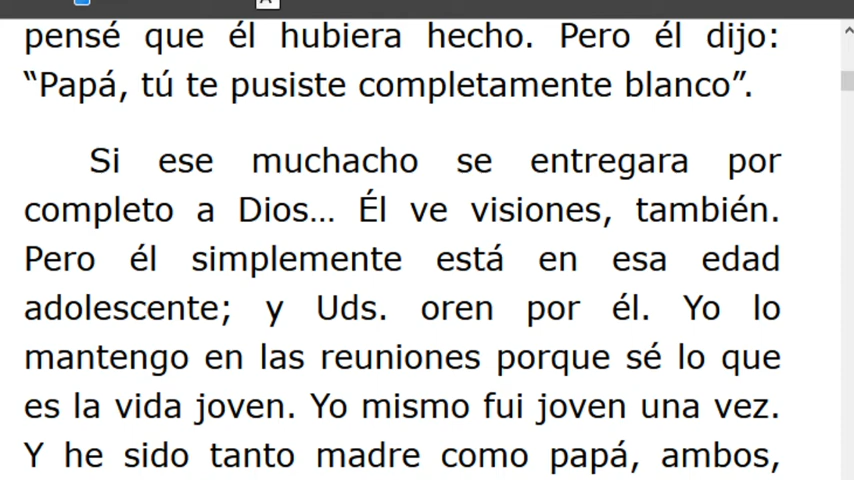 pensé que él hubiera hecho. Pero él dijo:
“Papá, tú te pusiste completamente blanco”.
Si ese muchacho se entregara por
completo a Dios… Él ve visiones, también.
Pero él simplemente está en esa edad
adolescente; y Uds. oren por él. Yo lo
mantengo en las reuniones porque sé lo que
es la vida joven. Yo mismo fui joven una vez.
Y he sido tanto madre como papá, ambos,